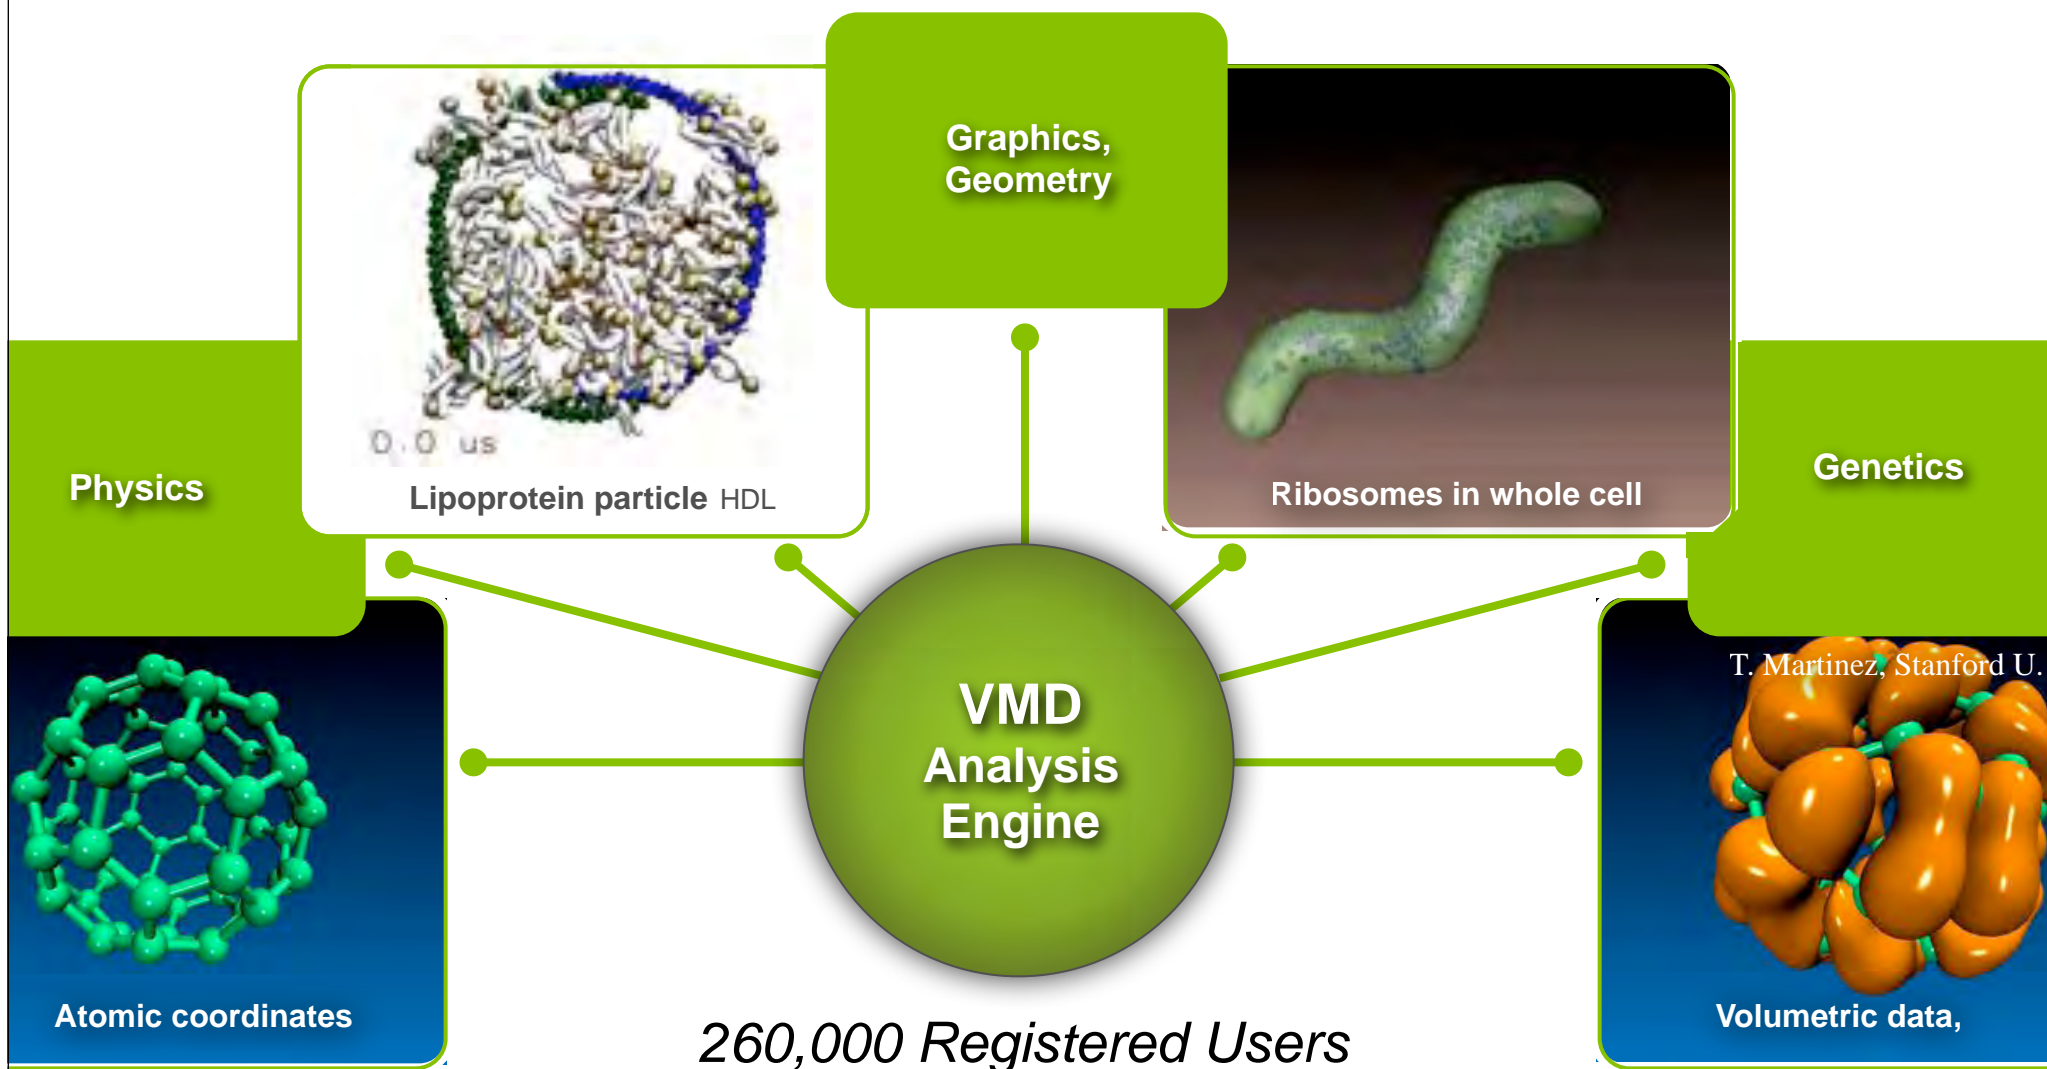 Graphics,
Geometry
0.0 us
Lipoprotein particle HDL
Ribosomes in whole cell
Physics
Genetics
T. Martinez, Stanford U.
VMD
Analysis
Engine
Atomic coordinates
Volumetric data,
260,000 Registered Users